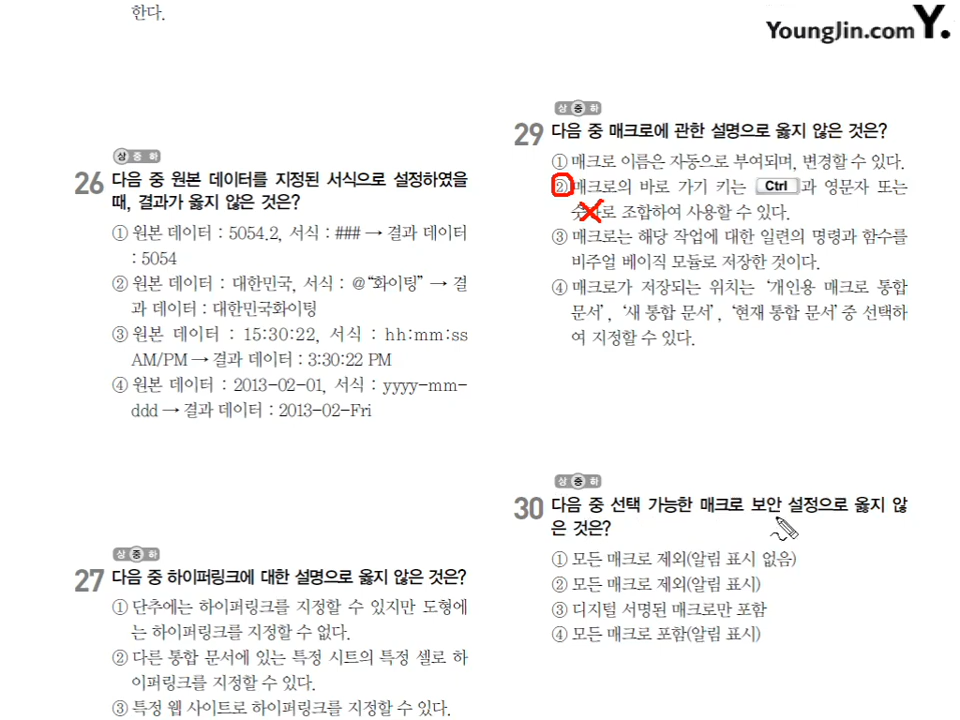 한다.
YoungJin.com Y.
상 중 하
26 다음 중 원본 데이터를 지정된 서식으로 설정하였을
때, 결과가 옳지 않은 것은?
① 원본 데이터 : 5054.2, 서식 : ### → 결과 데이터
: 5054
② 원본 데이터 : 대한민국, 서식 : @“화이팅” → 결
과 데이터 : 대한민국화이팅
③ 원본 데이터 : 15:30:22, 서식 : hh:mm:ss
AM/PM → 결과 데이터 : 3:30:22 PM
④ 원본 데이터 : 2013-02-01, 서식 : yyyy-mm-
ddd → 결과 데이터 : 2013-02-Fri
상 중 하
27 다음 중 하이퍼링크에 대한 설명으로 옳지 않은 것은?
① 단추에는 하이퍼링크를 지정할 수 있지만 도형에
는 하이퍼링크를 지정할 수 없다.
② 다른 통합 문서에 있는 특정 시트의 특정 셀로 하
이퍼링크를 지정할 수 있다.
③ 특정 웹 사이트로 하이퍼링크를 지정할 수 있다.
상 중 하
29 다음 중 매크로에 관한 설명으로 옳지 않은 것은?
① 매크로 이름은 자동으로 부여되며, 변경할 수 있다.
② 매크로의 바로 가기 키는 Ctrl 과 영문자 또는
숫자로 조합하여 사용할 수 있다.
③ 매크로는 해당 작업에 대한 일련의 명령과 함수를
비주얼 베이직 모듈로 저장한 것이다.
④ 매크로가 저장되는 위치는 ‘개인용 매크로 통합
문서’, ‘새 통합 문서’, ‘현재 통합 문서’ 중 선택하
여 지정할 수 있다.
상 중 하
30 다음 중 선택 가능한 매크로 보안 설정으로 옳지 않
은 것은?
① 모든 매크로 제외(알림 표시 없음)
② 모든 매크로 제외(알림 표시)
③ 디지털 서명된 매크로만 포함
④ 모든 매크로 포함(알림 표시)